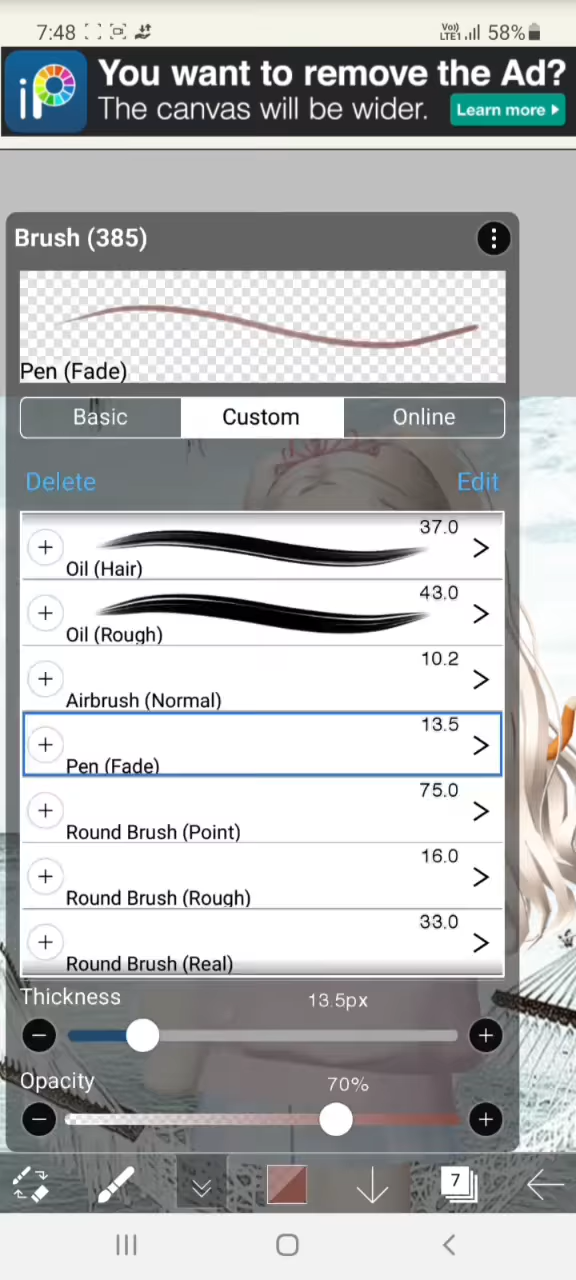 7:48
Vo))
LTE1
58%
iP
You want to remove the Ad?
The canvas will be wider.
Learn more
Brush (385)
Pen (Fade)
Basic
Custom
Online
Delete
Edit
37.0
Oil (Hair)
43.0
Oil (Rough)
10.2
Airbrush (Normal)
13.5
Pen (Fade)
75.0
Round Brush (Point)
16.0
Round Brush (Rough)
33.0
Round Brush (Real)
Thickness
13.5px
Opacity
70%
7